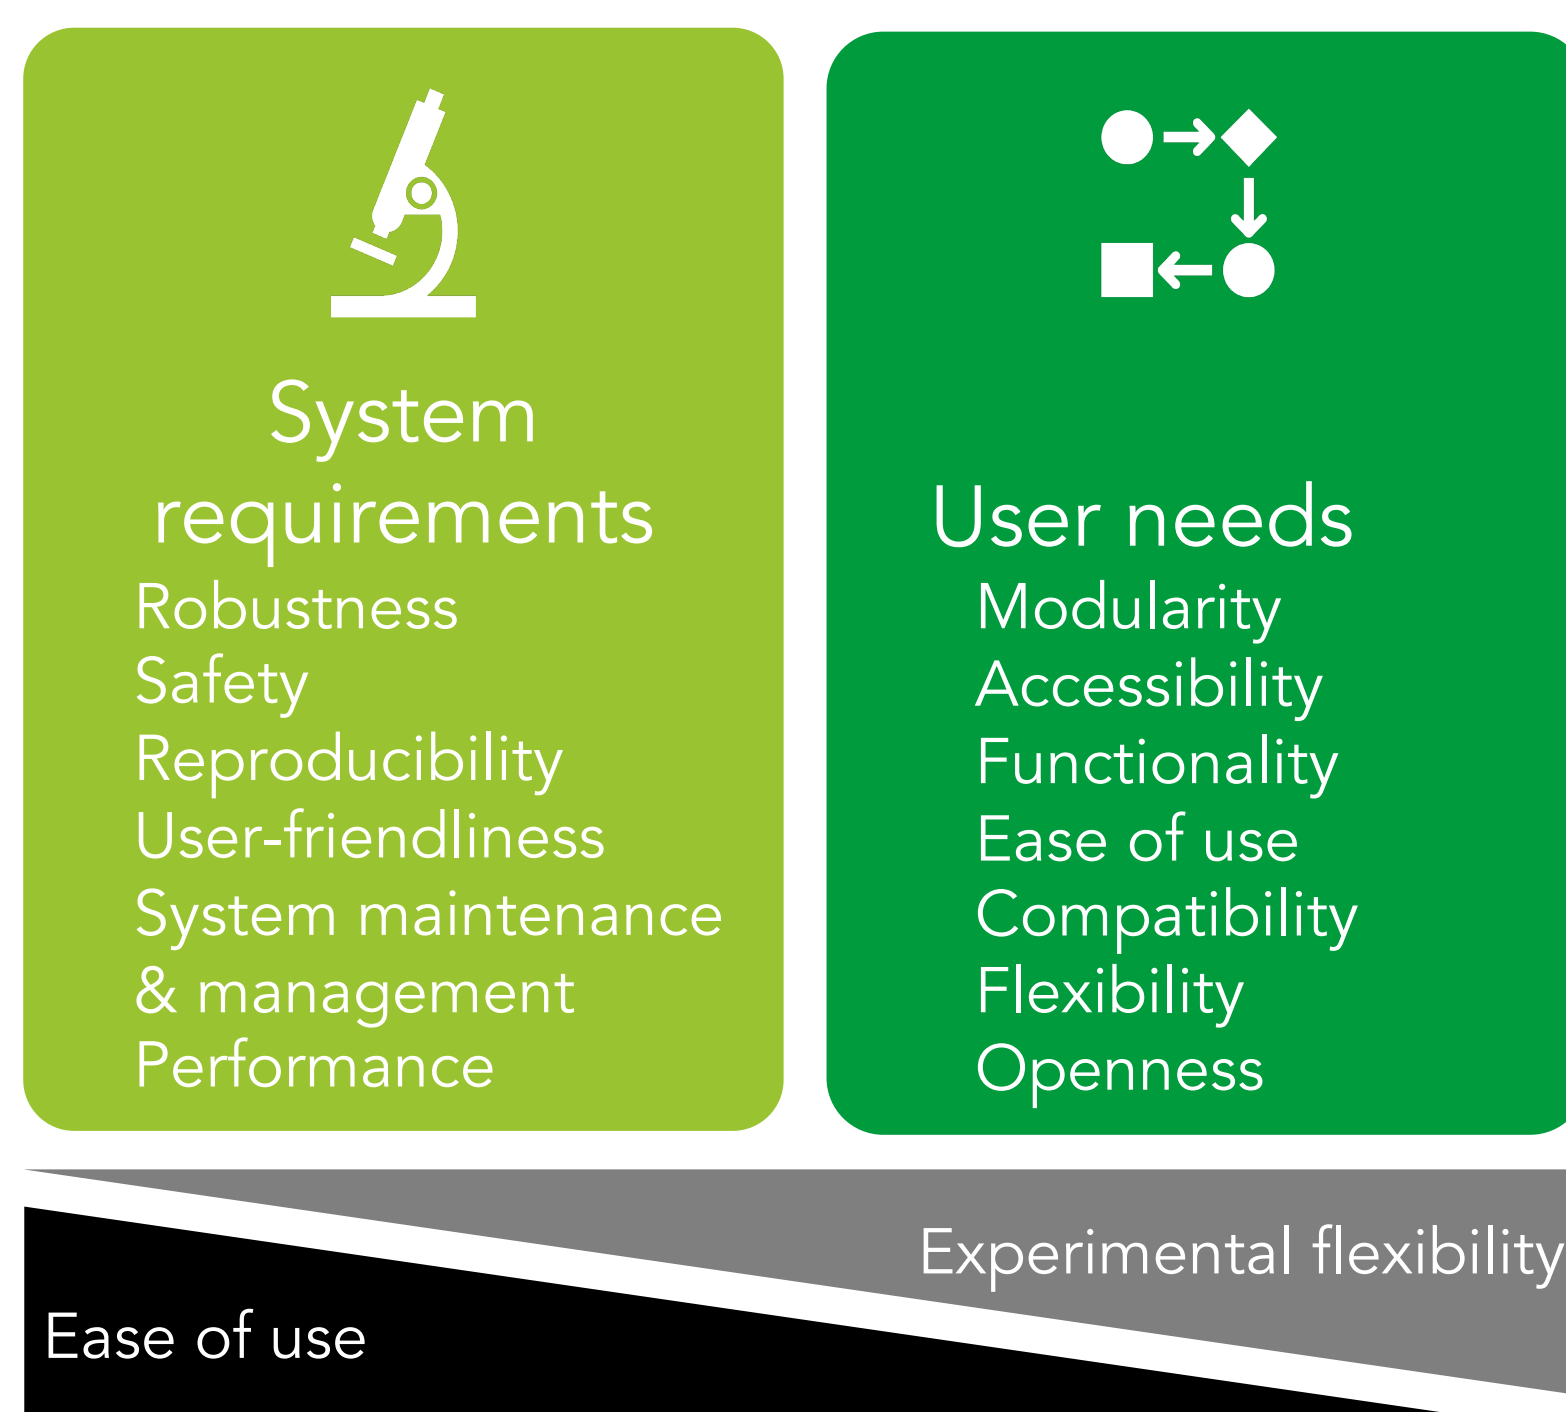 System
requirements
Robustness
Safety
Reproducibility
User-friendliness
System maintenance
& management
Performance
User needs
Modularity
Accessibility
Functionality
Ease of use
Compatibility
Flexibility
Openness
Experimental flexibility
Ease of use